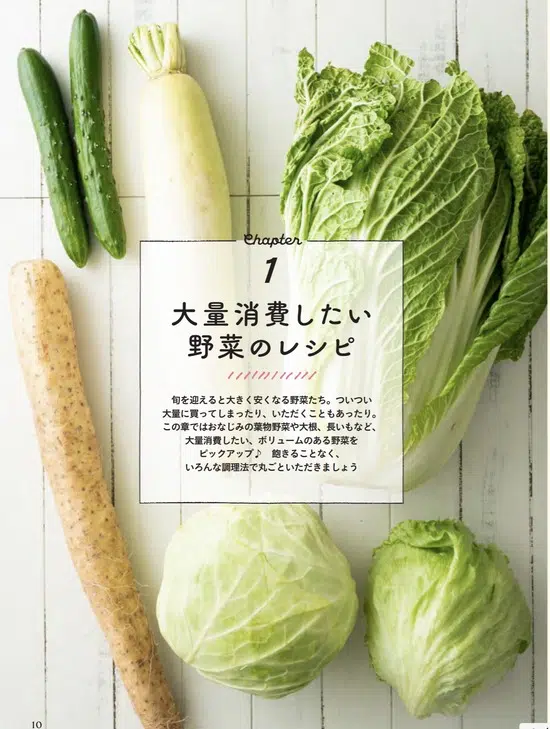 Chapter
1
大量消費したい
野菜のレシピ
旬を迎えると大きく安くなる野菜たち。ついつい
大量に買ってしまったり、いただくこともあったり。
この章ではおなじみの葉物野菜や大根、長いもなど、
大量消費したい、ボリュームのある野菜を
ピックアップ♪　飽きることなく、
いろんな調理法で丸ごといただきましょう
10